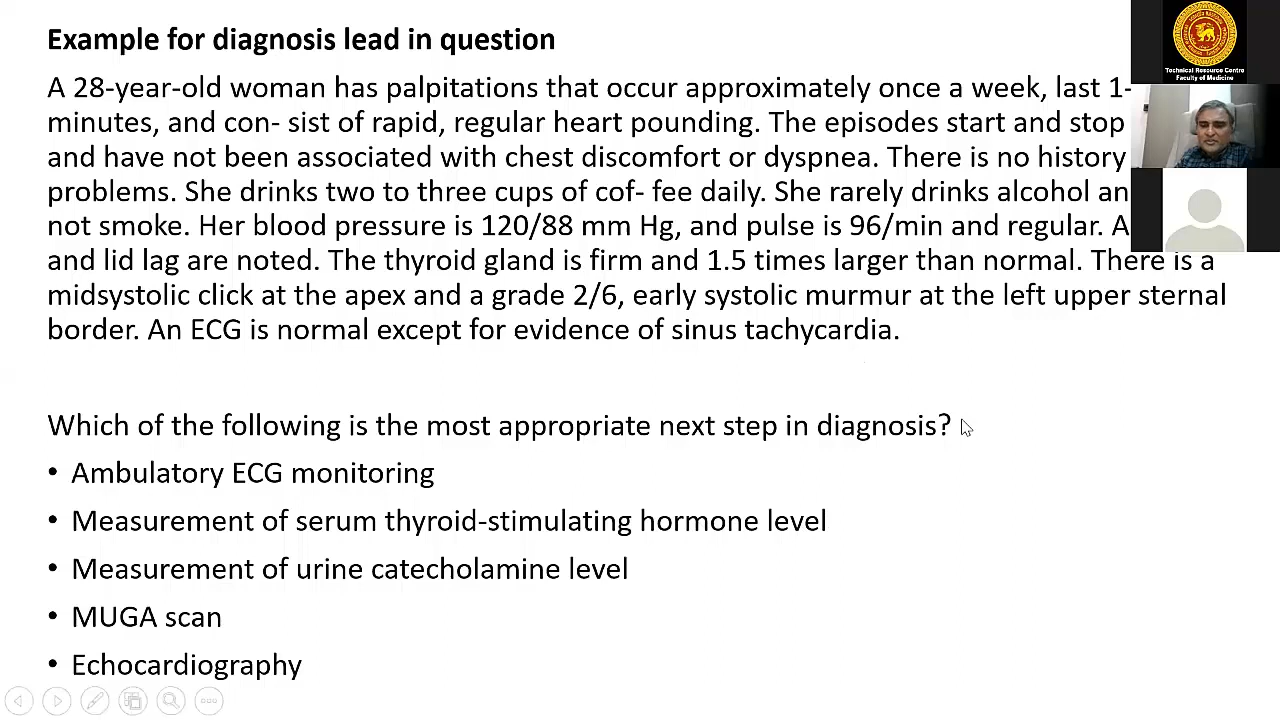 Example for diagnosis lead in question
A 28-year-old woman has palpitations that occur approximately once a week, last 1-
minutes, and con- sist of rapid, regular heart pounding. The episodes start and stop
and have not been associated with chest discomfort or dyspnea. There is no history
problems. She drinks two to three cups of cof- fee daily. She rarely drinks alcohol an
not smoke. Her blood pressure is 120/88 mm Hg, and pulse is 96/min and regular. A
and lid lag are noted. The thyroid gland is firm and 1.5 times larger than normal. There is a
midsystolic click at the apex and a grade 2/6, early systolic murmur at the left upper sternal
border. An ECG is normal except for evidence of sinus tachycardia.
Which of the following is the most appropriate next step in diagnosis?
• Ambulatory ECG monitoring
• Measurement of serum thyroid-stimulating hormone level
• Measurement of urine catecholamine level
• MUGA scan
• Echocardiography
Technical Resource Centre
Faculty of Medicine